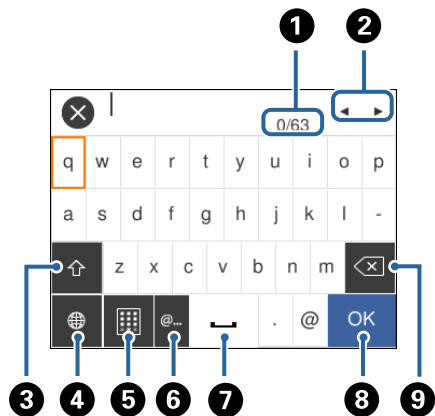 1 2
0/63
q w e r t y u i o p
a s d f g h j k l -
z x c v b n m
@... . @ OK
3 4 5 6 7 8 9